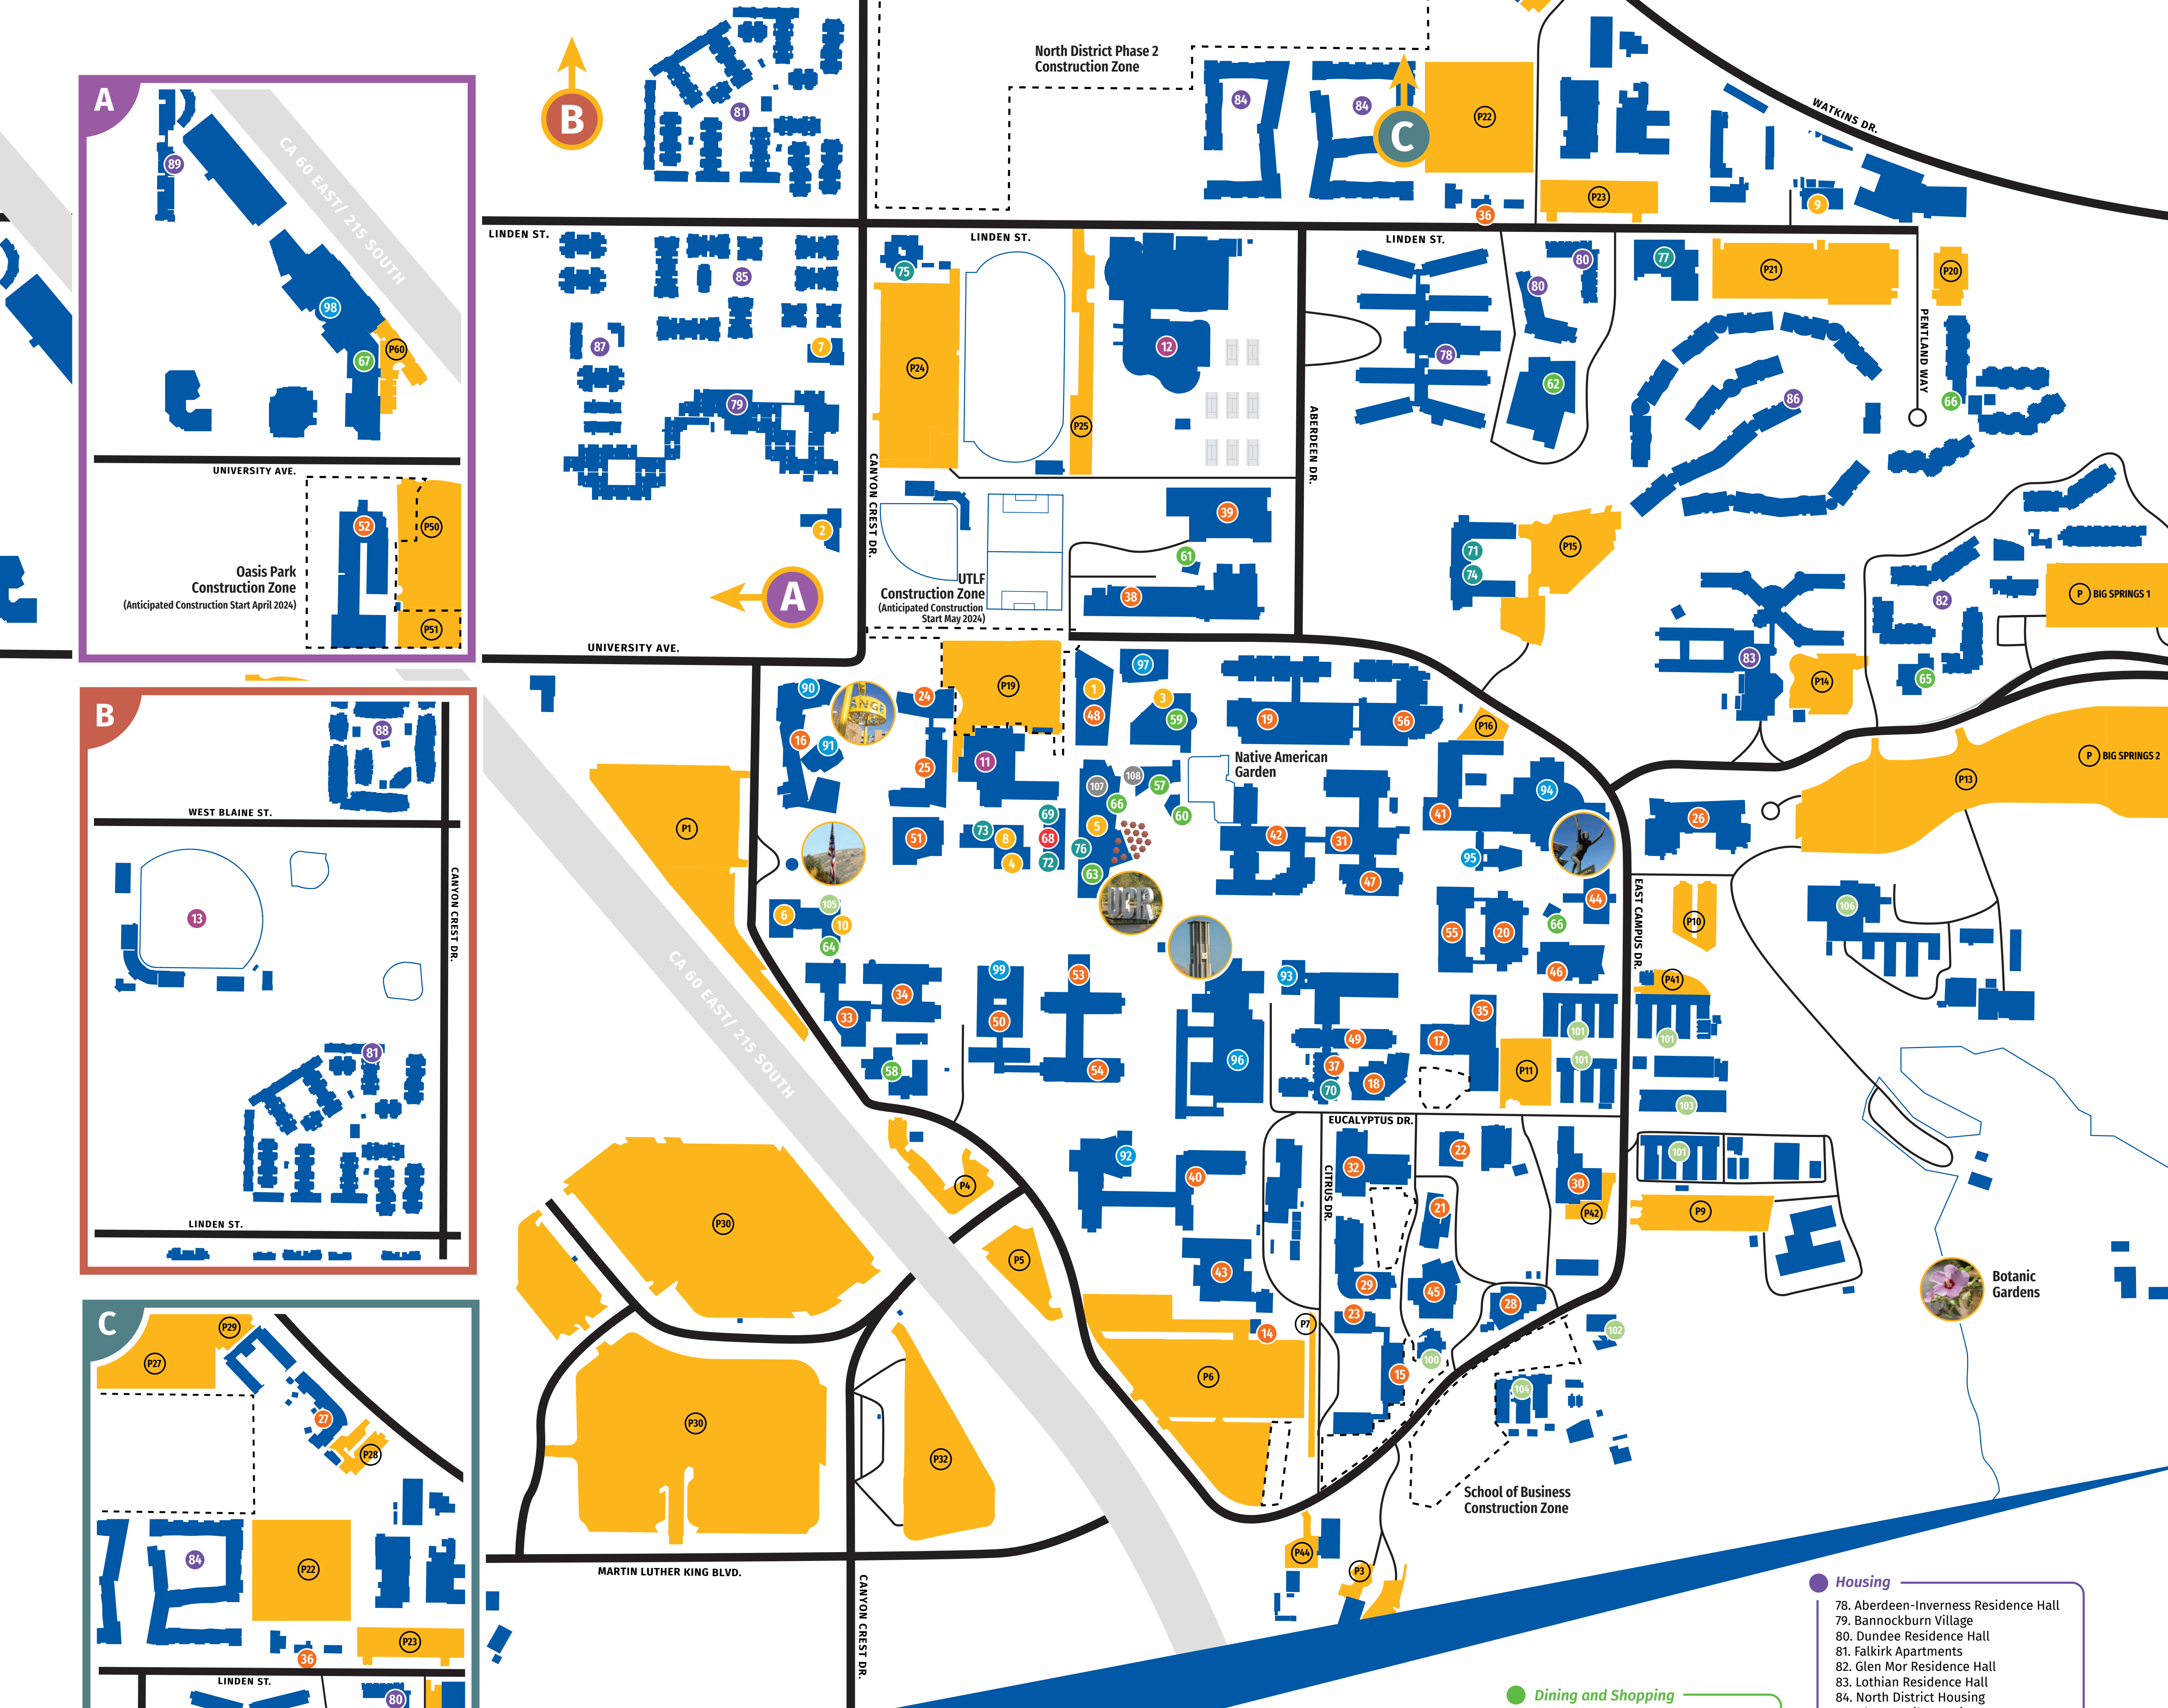 A
89
CA 60 EAST/ 215 SOUTH
98
67
P60
UNIVERSITY AVE.
52
P50
Oasis Park
Construction Zone
(Anticipated Construction Start April 2024)
P51
B
88
WEST BLAINE ST.
13
CANYON CREST DR.
81
LINDEN ST.
C
P29
P27
27
P28
84
P22
36
P23
LINDEN ST.
80
B
81
North District Phase 2
Construction Zone
84
84
C
P22
WATKINS DR.
P23
9
36
LINDEN ST.
LINDEN ST.
LINDEN ST.
85
75
12
80
80
77
P21
P20
87
7
P24
78
62
PENTLAND WAY
79
P25
ABERDEEN DR.
86
66
CANYON CREST DR.
2
39
61
71
74
P15
A
UTLF
Construction Zone
(Anticipated Construction
Start May 2024)
38
82
P BIG SPRINGS 1
UNIVERSITY AVE.
83
P14
65
90
NGE
24
P19
1
48
97
3
59
19
56
P16
16
91
25
11
Native American
Garden
107
108
57
66
60
P13
P BIG SPRINGS 2
94
P1
51
73
8
4
69
68
72
5
76
63
42
31
47
41
95
26
EAST CAMPUS DR.
6
105
10
64
UCR
44
55
20
66
46
P10
106
34
33
99
50
53
93
P41
CA 60 EAST/ 215 SOUTH
58
54
96
49
37
70
18
17
35
P11
101
101
101
103
EUCALYPTUS DR.
P4
92
40
32
22
30
P42
101
P9
P30
CITRUS DR.
21
P5
43
29
45
28
Botanic
Gardens
14
P7
23
100
102
P6
15
104
P30
P32
School of Business
Construction Zone
P44
P3
MARTIN LUTHER KING BLVD.
CANYON CREST DR.
Housing
78. Aberdeen-Inverness Residence Hall
79. Bannockburn Village
80. Dundee Residence Hall
81. Falkirk Apartments
82. Glen Mor Residence Hall
83. Lothian Residence Hall
84. North District Housing
Dining and Shopping